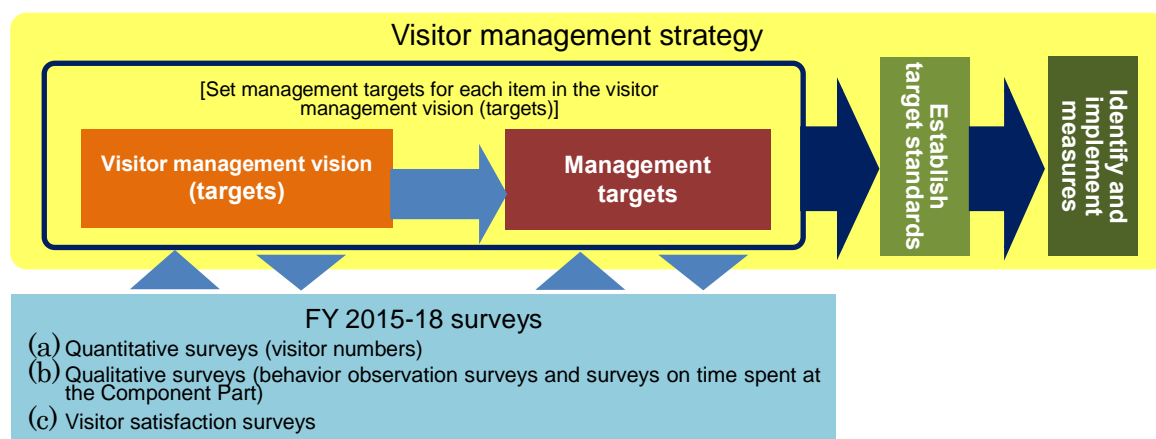 Visitor management strategy
[Set management targets for each item in the visitor
management vision (targets)]
Visitor management vision
(targets)
Management
targets
Establish
target standards
Identify and
implement
measures
FY 2015-18 surveys
(a) Quantitative surveys (visitor numbers)
(b) Qualitative surveys (behavior observation surveys and surveys on time spent at
the Component Part)
(c) Visitor satisfaction surveys